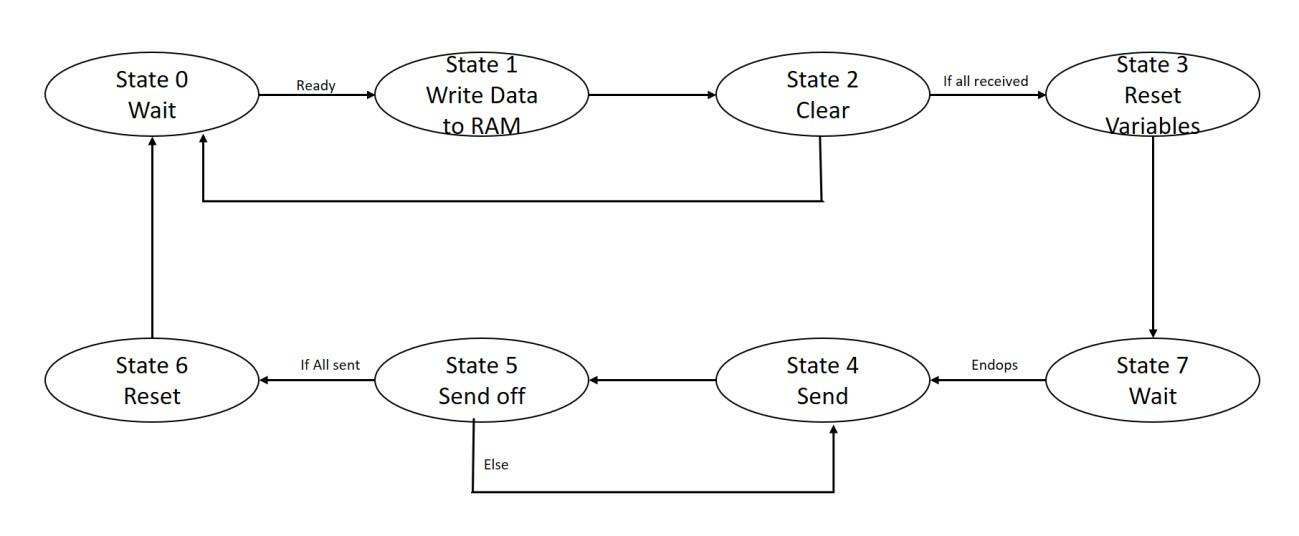 State 0
Wait
Ready
State 1
Write Data
to RAM
State 2
Clear
If all received
State 3
Reset
Variables
State 6
Reset
If All sent
State 5
Send off
State 4
Send
Endops
State 7
Wait
Else